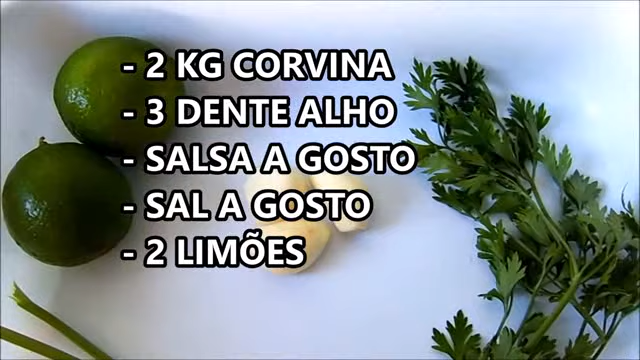 - 2 KG CORVINA
- 3 DENTE ALHO
- SALSA A GOSTO
- SAL A GOSTO
- 2 LIMÕES